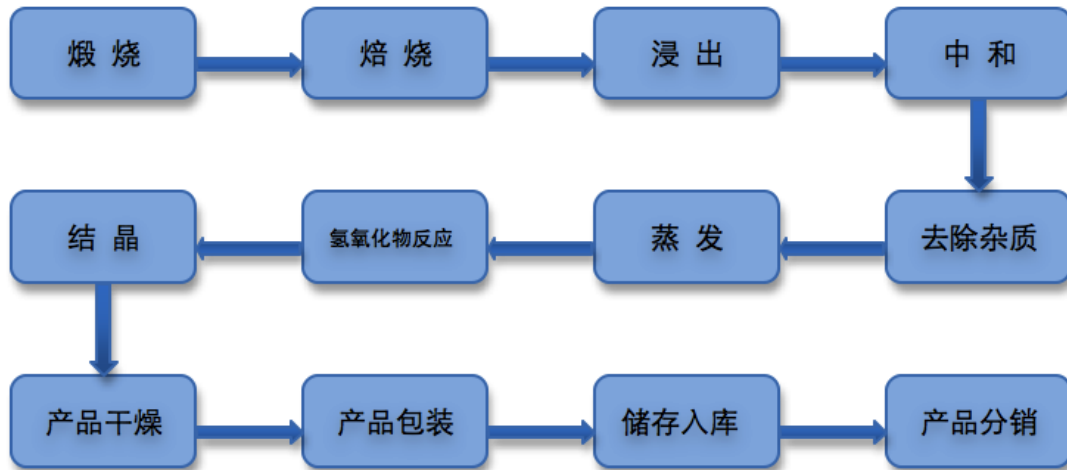 煅 烧
焙 烧
浸 出
中 和
去除杂质
蒸 发
氢氧化物反应
结 晶
产品干燥
产品包装
储存入库
产品分销